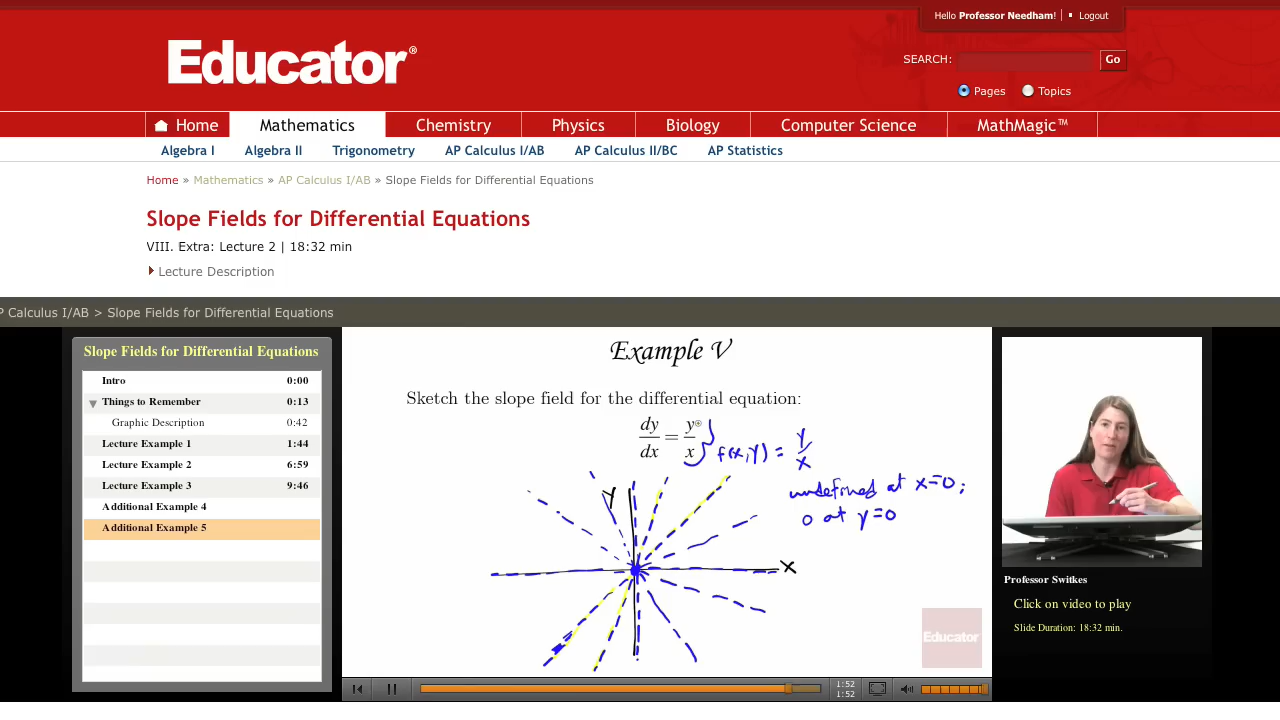 Hello Professor Needham! | ▪ Logout
Educator®
SEARCH: Go
Pages Topics
Home Mathematics Chemistry Physics Biology Computer Science MathMagic™
Algebra I Algebra II Trigonometry AP Calculus I/AB AP Calculus II/BC AP Statistics
Home » Mathematics » AP Calculus I/AB » Slope Fields for Differential Equations
Slope Fields for Differential Equations
VIII. Extra: Lecture 2 | 18:32 min
Lecture Description
P Calculus I/AB > Slope Fields for Differential Equations
Slope Fields for Differential Equations
Intro 0:00
Things to Remember 0:13
Graphic Description 0:42
Lecture Example 1 1:44
Lecture Example 2 6:59
Lecture Example 3 9:46
Additional Example 4
Additional Example 5
Example V
Sketch the slope field for the differential equation:
dy/dx = y/x
f(x,y) = y/x
undefined at x=0;
0 at y=0
Y
X
Educator
1:52
1:52
Professor Switkes
Click on video to play
Slide Duration: 18:32 min.